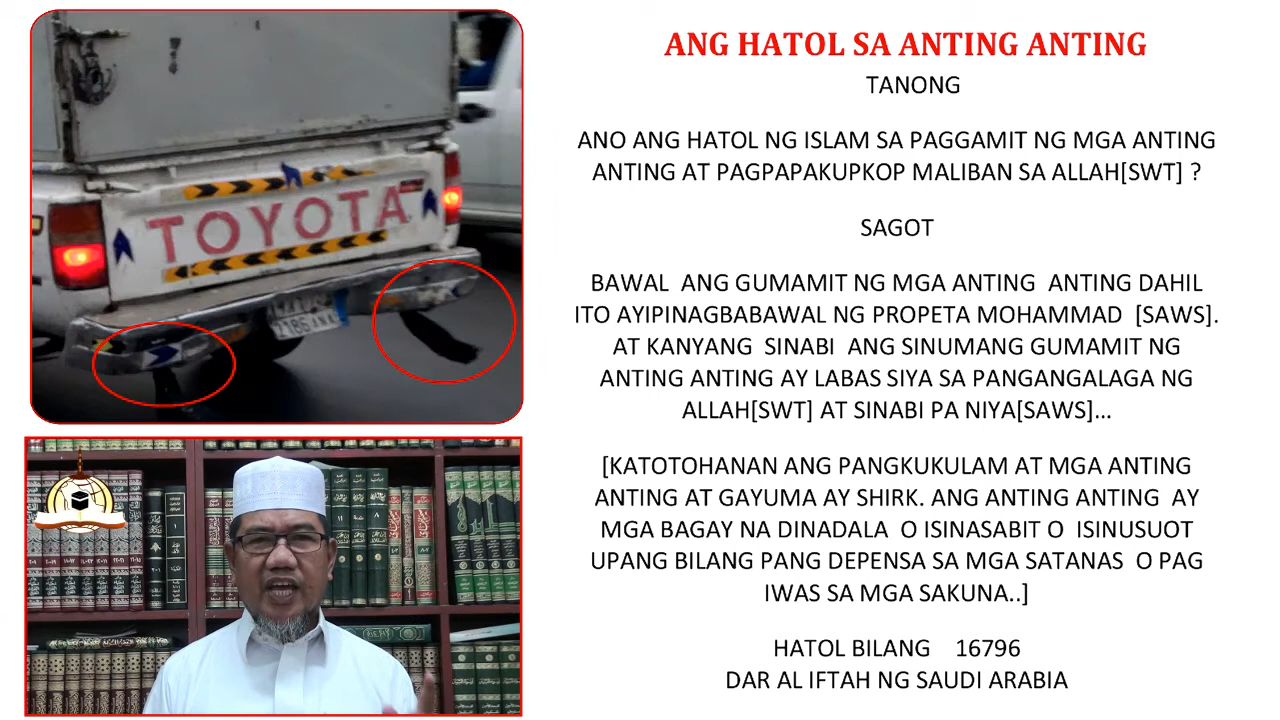 TOYOTA
ANG HATOL SA ANTING ANTING
TANONG
ANO ANG HATOL NG ISLAM SA PAGGAMIT NG MGA ANTING
ANTING AT PAGPAPAKUPKOP MALIBAN SA ALLAH[SWT] ?
SAGOT
BAWAL  ANG GUMAMIT NG MGA ANTING  ANTING DAHIL
ITO AYIPINAGBABAWAL NG PROPETA MOHAMMAD  [SAWS].
AT KANYANG  SINABI  ANG SINUMANG GUMAMIT NG
ANTING ANTING AY LABAS SIYA SA PANGANGALAGA NG
ALLAH[SWT] AT SINABI PA NIYA[SAWS]...
[KATOTOHANAN ANG PANGKUKULAM AT MGA ANTING
ANTING AT GAYUMA AY SHIRK. ANG ANTING ANTING  AY
MGA BAGAY NA DINADALA  O ISINASABIT O  ISINUSUOT
UPANG BILANG PANG DEPENSA SA MGA SATANAS  O PAG
IWAS SA MGA SAKUNA..]
HATOL BILANG    16796
DAR AL IFTAH NG SAUDI ARABIA